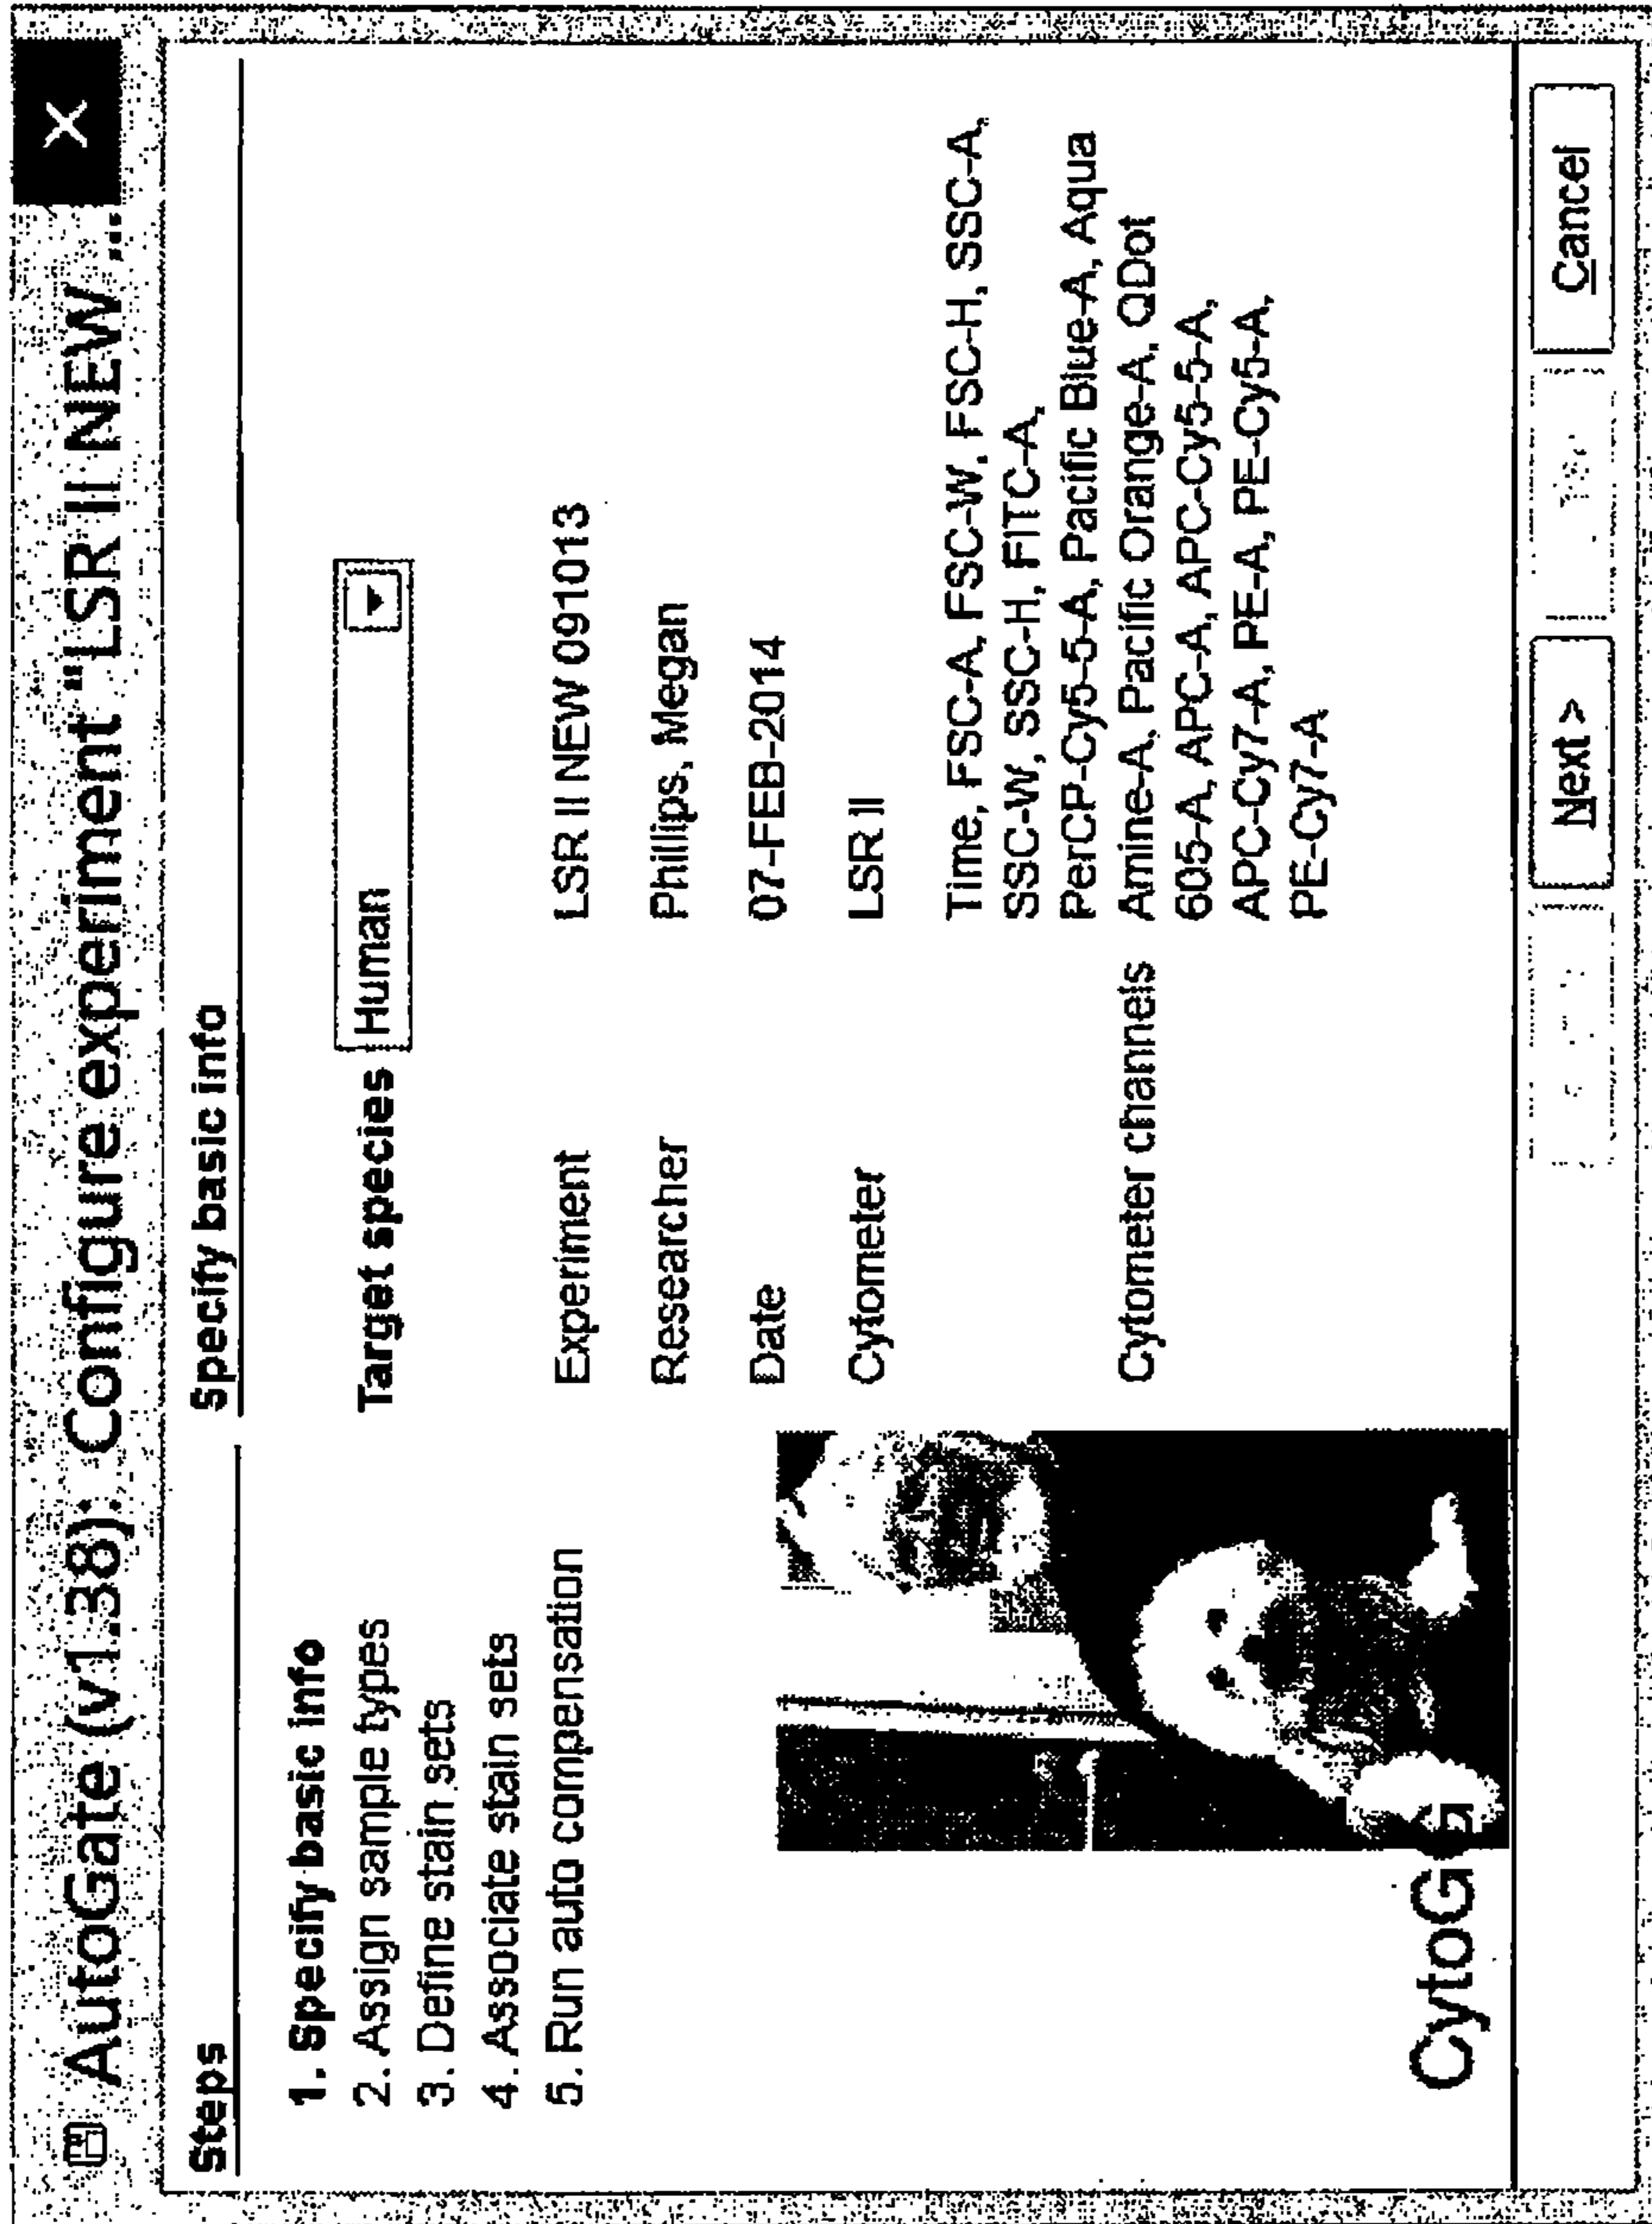 AutoGate (v1.38): Configure experiment "LSR II NEW ...
X
Steps
1. Specify basic info
2. Assign sample types
3. Define stain sets
4. Associate stain sets
5. Run auto compensation
Specify basic info
Target species Human
Experiment LSR II NEW 091013
Researcher Phillips, Megan
Date 07-FEB-2014
Cytometer LSR II
Cytometer channels
Time, FSC-A, FSC-W, FSC-H, SSC-A,
SSC-W, SSC-H, FITC-A,
PerCP-Cy5-5-A, Pacific Blue-A, Aqua
Amine-A, Pacific Orange-A, QDot
605-A, APC-A, APC-Cy5-5-A,
APC-Cy7-A, PE-A, PE-Cy5-A,
PE-Cy7-A
CytoG
Next >
Cancel